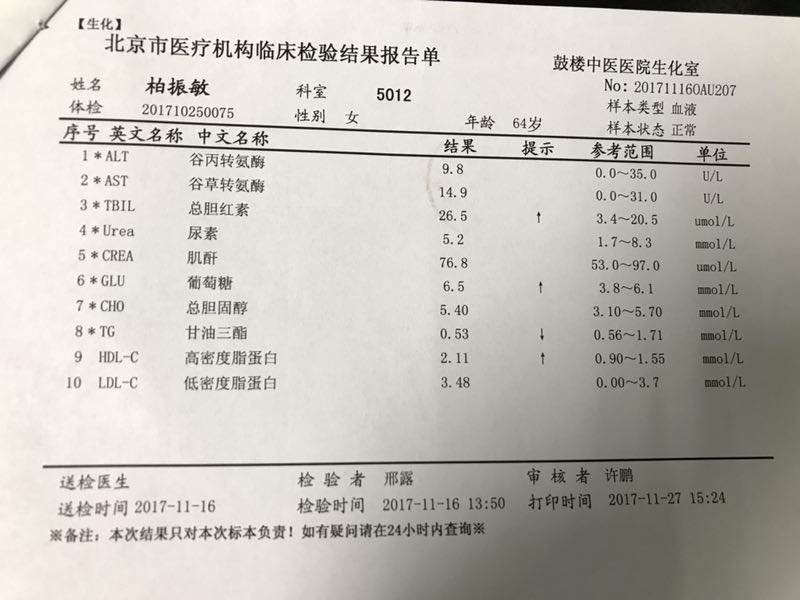 【生化】
北京市医疗机构临床检验结果报告单
鼓楼中医医院生化室
姓名 柏振敏 科室 5012 No: 20171116OAU207
体检 201710250075 性别 女 年龄 64岁 样本类型 血液
样本状态 正常
序号 英文名称 中文名称 结果 提示 参考范围 单位
1 *ALT 谷丙转氨酶 9.8 0.0~35.0 U/L
2 *AST 谷草转氨酶 14.9 0.0~31.0 U/L
3 *TBIL 总胆红素 26.5 ↑ 3.4~20.5 umol/L
4 *Urea 尿素 5.2 1.7~8.3 mmol/L
5 *CREA 肌酐 76.8 53.0~97.0 umol/L
6 *GLU 葡萄糖 6.5 ↑ 3.8~6.1 mmol/L
7 *CHO 总胆固醇 5.40 3.10~5.70 mmol/L
8 *TG 甘油三酯 0.53 ↓ 0.56~1.71 mmol/L
9 HDL-C 高密度脂蛋白 2.11 ↑ 0.90~1.55 mmol/L
10 LDL-C 低密度脂蛋白 3.48 0.00~3.7 mmol/L
送检医生 检验者 邢露 审核者 许鹏
送检时间 2017-11-16 检验时间 2017-11-16 13:50 打印时间 2017-11-27 15:24
※备注：本次结果只对本次标本负责！如有疑问请在24小时内查询※